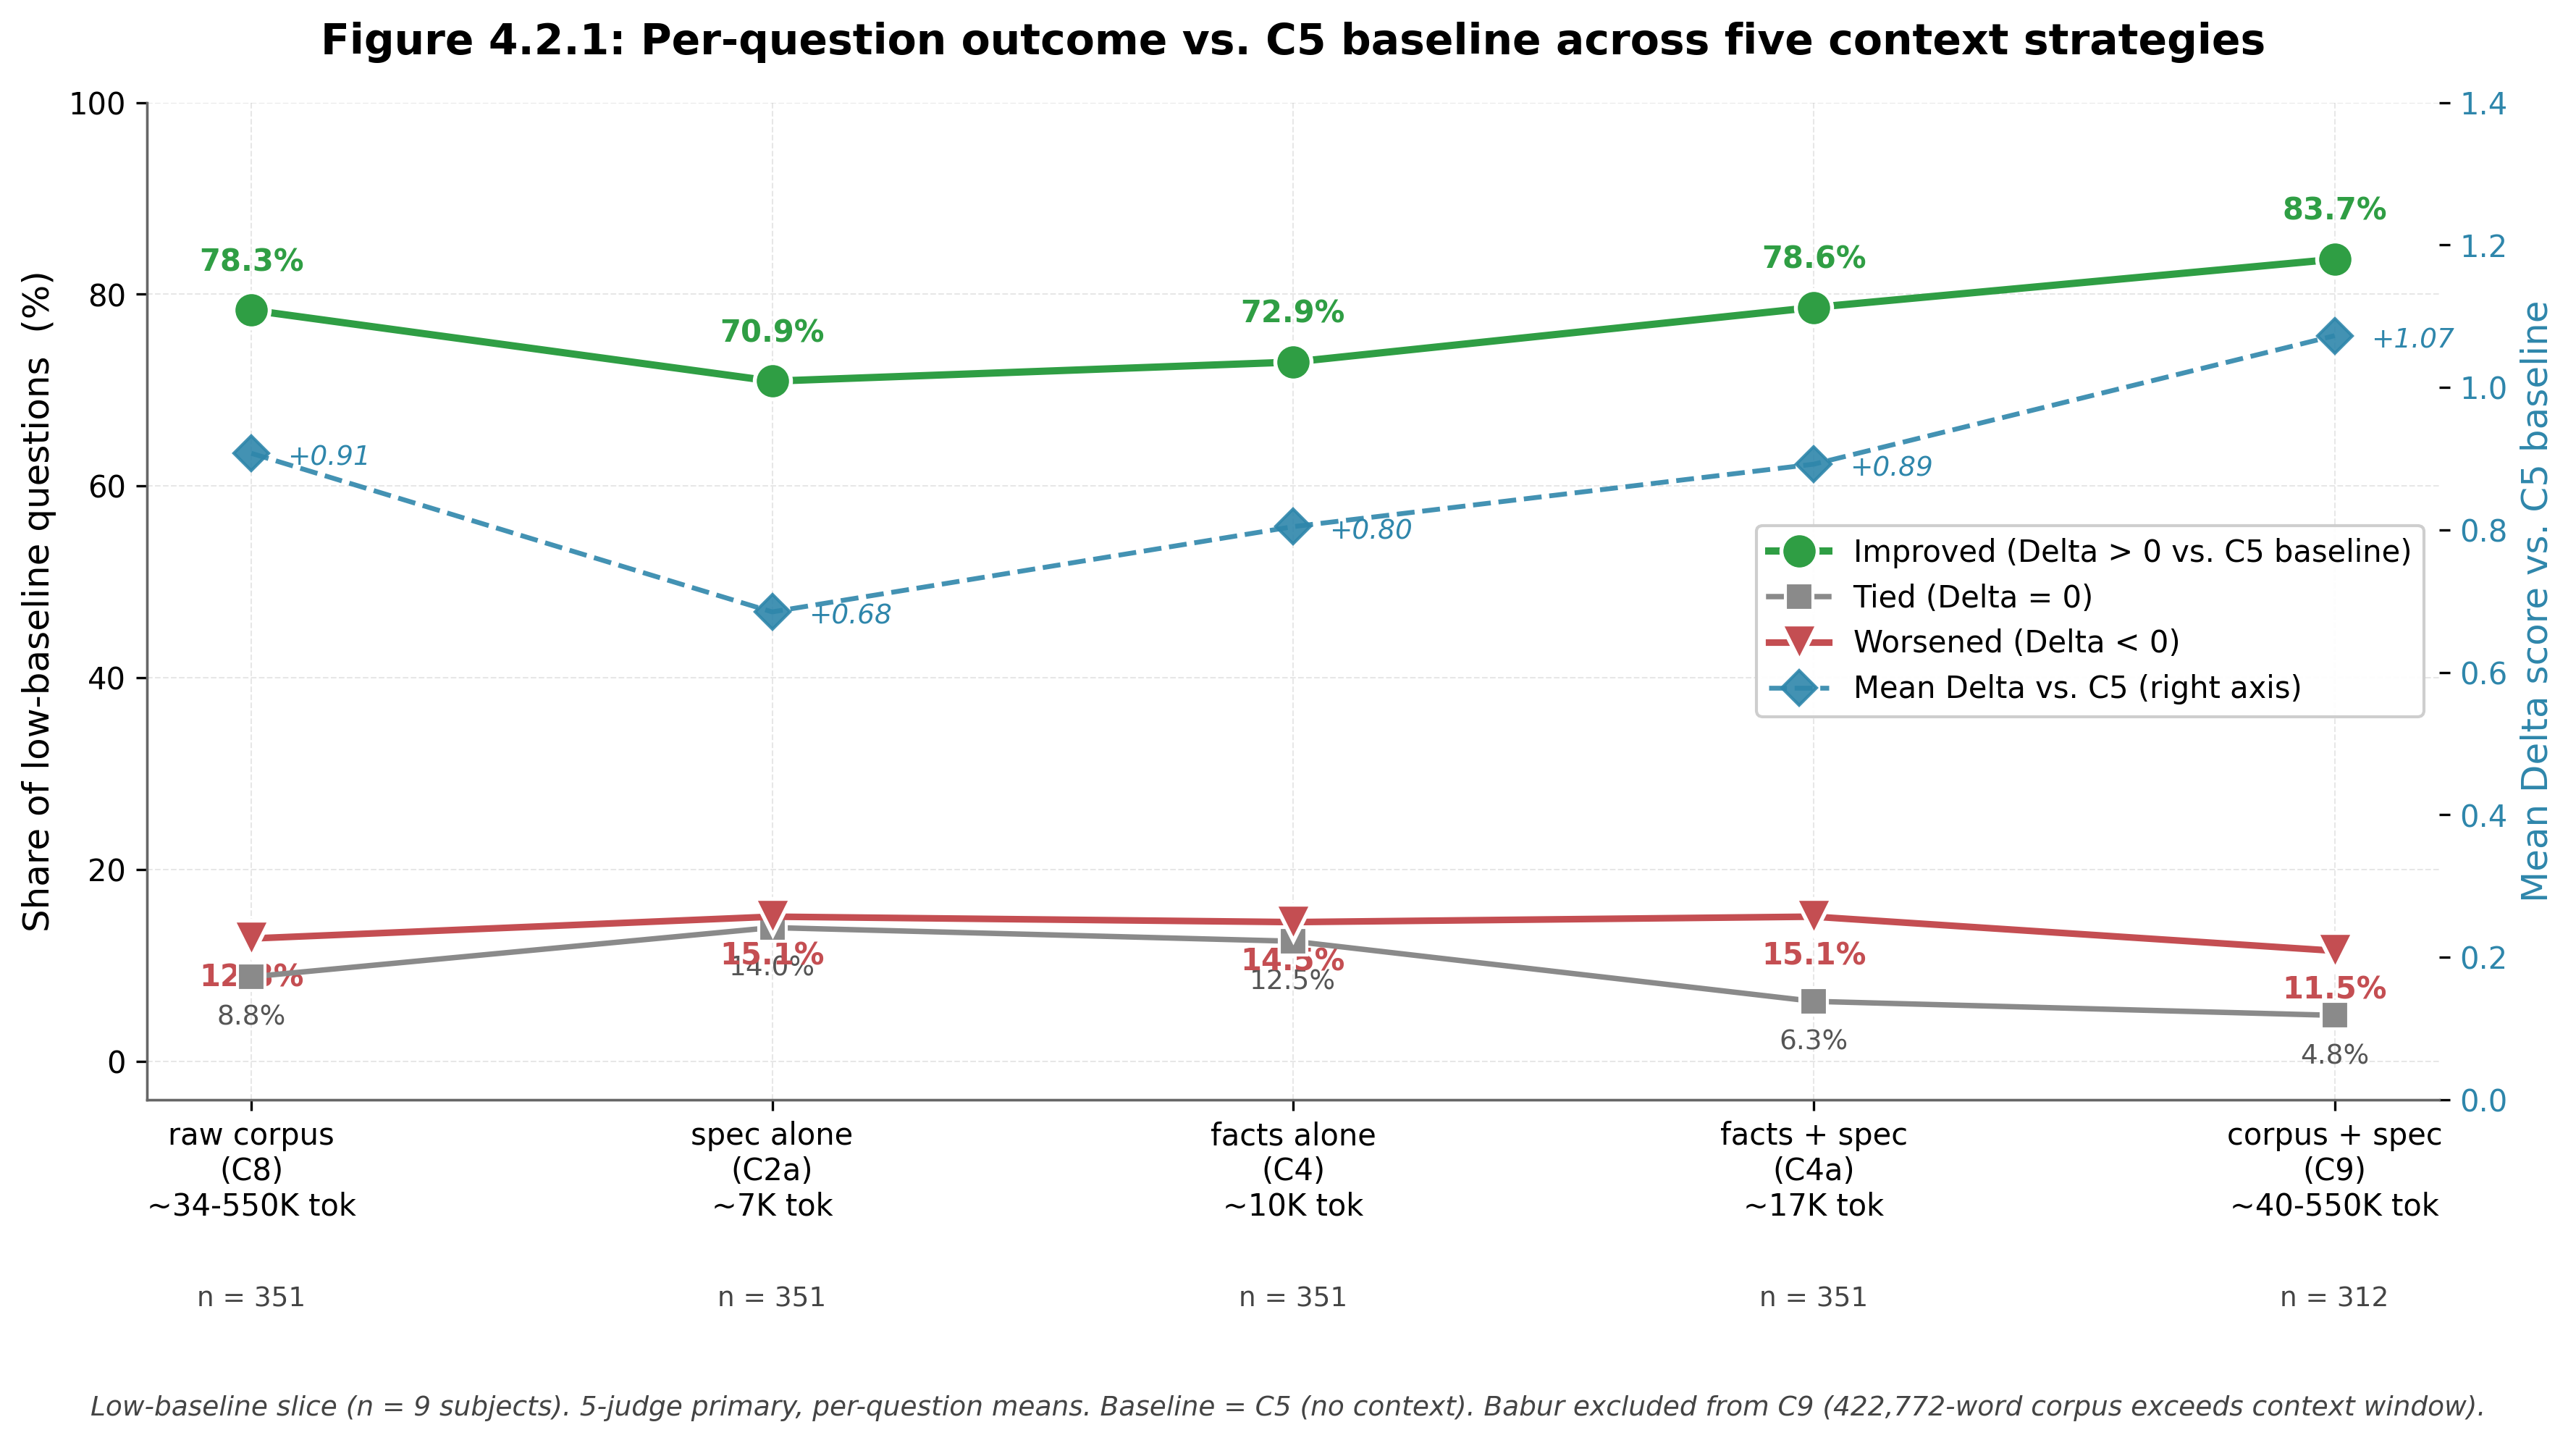 Figure 4.2.1: Per-question outcome vs. C5 baseline across five context strategies
Share of low-baseline questions (%)
100
80
60
40
20
0
1.4
1.2
1.0
0.8
0.6
0.4
0.2
0.0
Mean Delta score vs. C5 baseline
78.3%
70.9%
72.9%
78.6%
83.7%
+0.91
+0.68
+0.80
+0.89
+1.07
Improved (Delta > 0 vs. C5 baseline)
Tied (Delta = 0)
Worsened (Delta < 0)
Mean Delta vs. C5 (right axis)
15.1%
14.5%
15.1%
11.5%
8.8%
14.0%
12.5%
6.3%
4.8%
raw corpus
(C8)
~34-550K tok
spec alone
(C2a)
~7K tok
facts alone
(C4)
~10K tok
facts + spec
(C4a)
~17K tok
corpus + spec
(C9)
~40-550K tok
n = 351
n = 351
n = 351
n = 351
n = 312
Low-baseline slice (n = 9 subjects). 5-judge primary, per-question means. Baseline = C5 (no context). Babur excluded from C9 (422,772-word corpus exceeds context window).